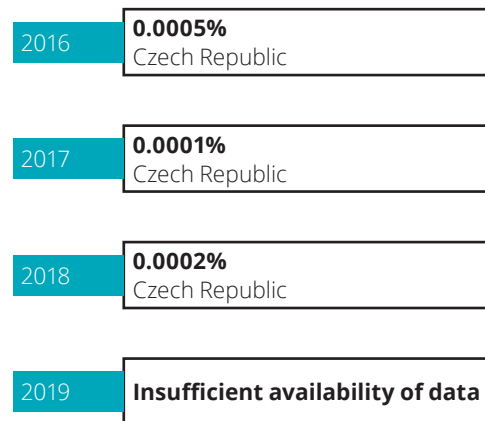 2016
0.0005%
Czech Republic
2017
0.0001%
Czech Republic
2018
0.0002%
Czech Republic
2019
Insufficient availability of data